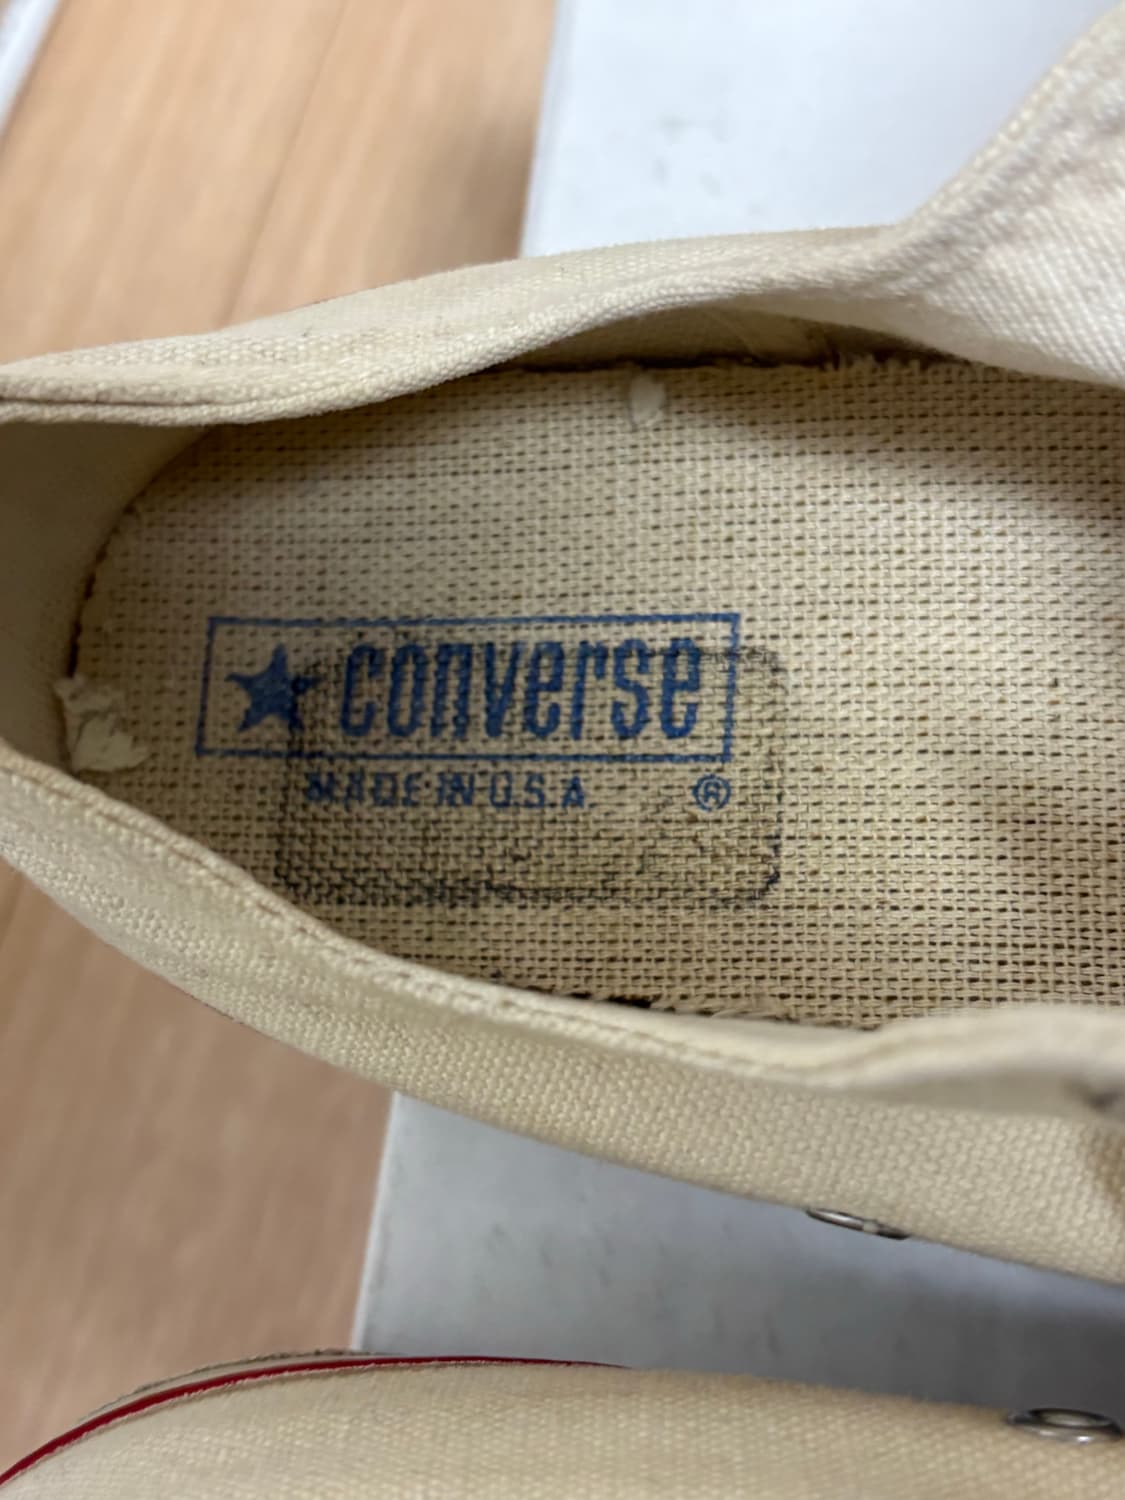 ★ converse
MADE IN U.S.A. ®